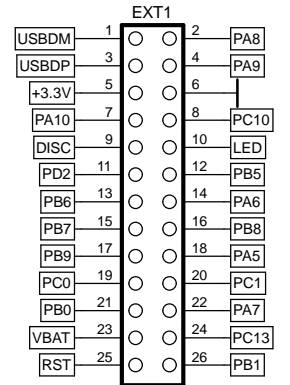 EXT1
USBDM 1 2 PA8
USBDP 3 4 PA9
+3.3V 5 6
PA10 7 8 PC10
DISC 9 10 LED
PD2 11 12 PB5
PB6 13 14 PA6
PB7 15 16 PB8
PB9 17 18 PA5
PC0 19 20 PC1
PB0 21 22 PA7
VBAT 23 24 PC13
RST 25 26 PB1